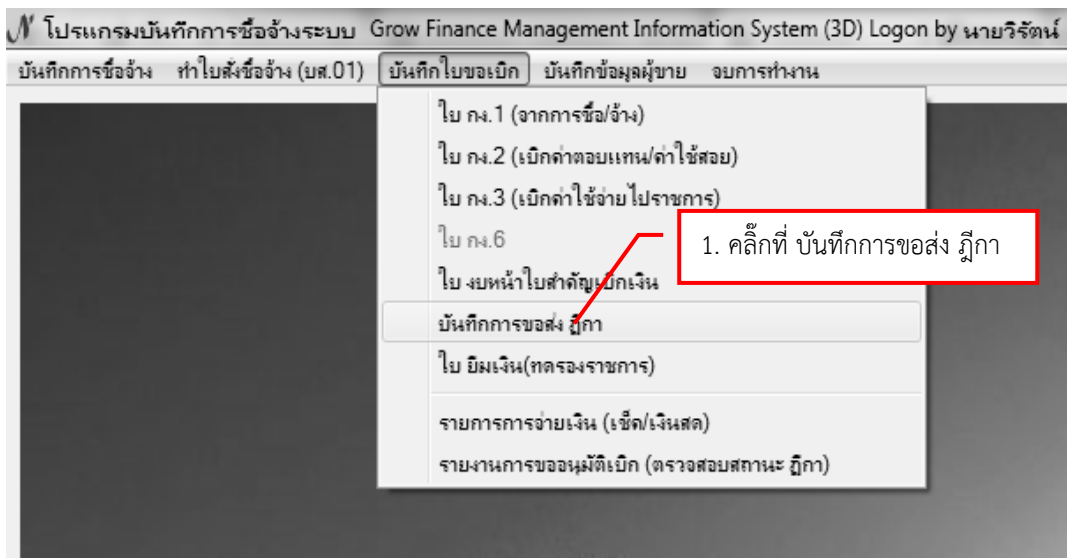 โปรแกรมบันทึกการซื้อจ้างระบบ Grow Finance Management Information System (3D) Logon by นายวิรัตน์
บันทึกการซื้อจ้าง ทำใบสั่งซื้อจ้าง (บส.01) บันทึกใบขอเบิก บันทึกข้อมูลผู้ขาย จบการทำงาน
ใบ กง.1 (จากการซื้อ/จ้าง)
ใบ กง.2 (เบิกค่าตอบแทน/ค่าใช้สอย)
ใบ กง.3 (เบิกค่าใช้จ่ายไปราชการ)
ใบ กง.6
1. คลิ๊กที่ บันทึกการขอส่ง ฎีกา
ใบ งบหน้าใบสำคัญเบิกเงิน
บันทึกการขอส่ง ฎีกา
ใบ ยืมเงิน(ทดรองราชการ)
รายการการจ่ายเงิน (เช็ค/เงินสด)
รายงานการขออนุมัติเบิก (ตรวจสอบสถานะ ฎีกา)